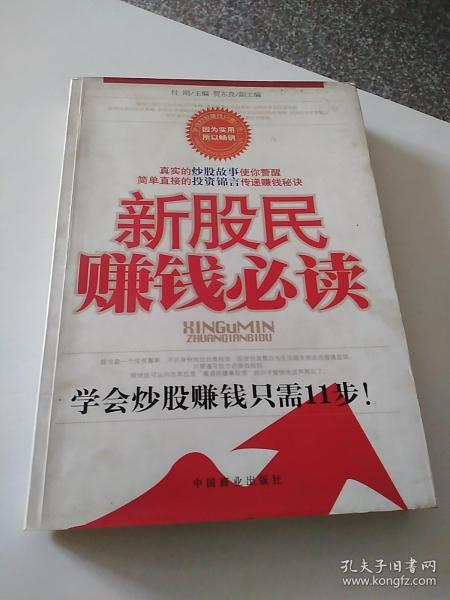 付 刚/主编 贾东良/副主编
因为实用
所以畅销
真实的炒股故事使你警醒
简单直接的投资锦言传递赚钱秘诀
新股民
赚钱必读
XINGuMIN
ZHUANQIANBIDU
学会炒股赚钱只需11步!
中国商业出版社
孔夫子旧书网
www.kongfz.com